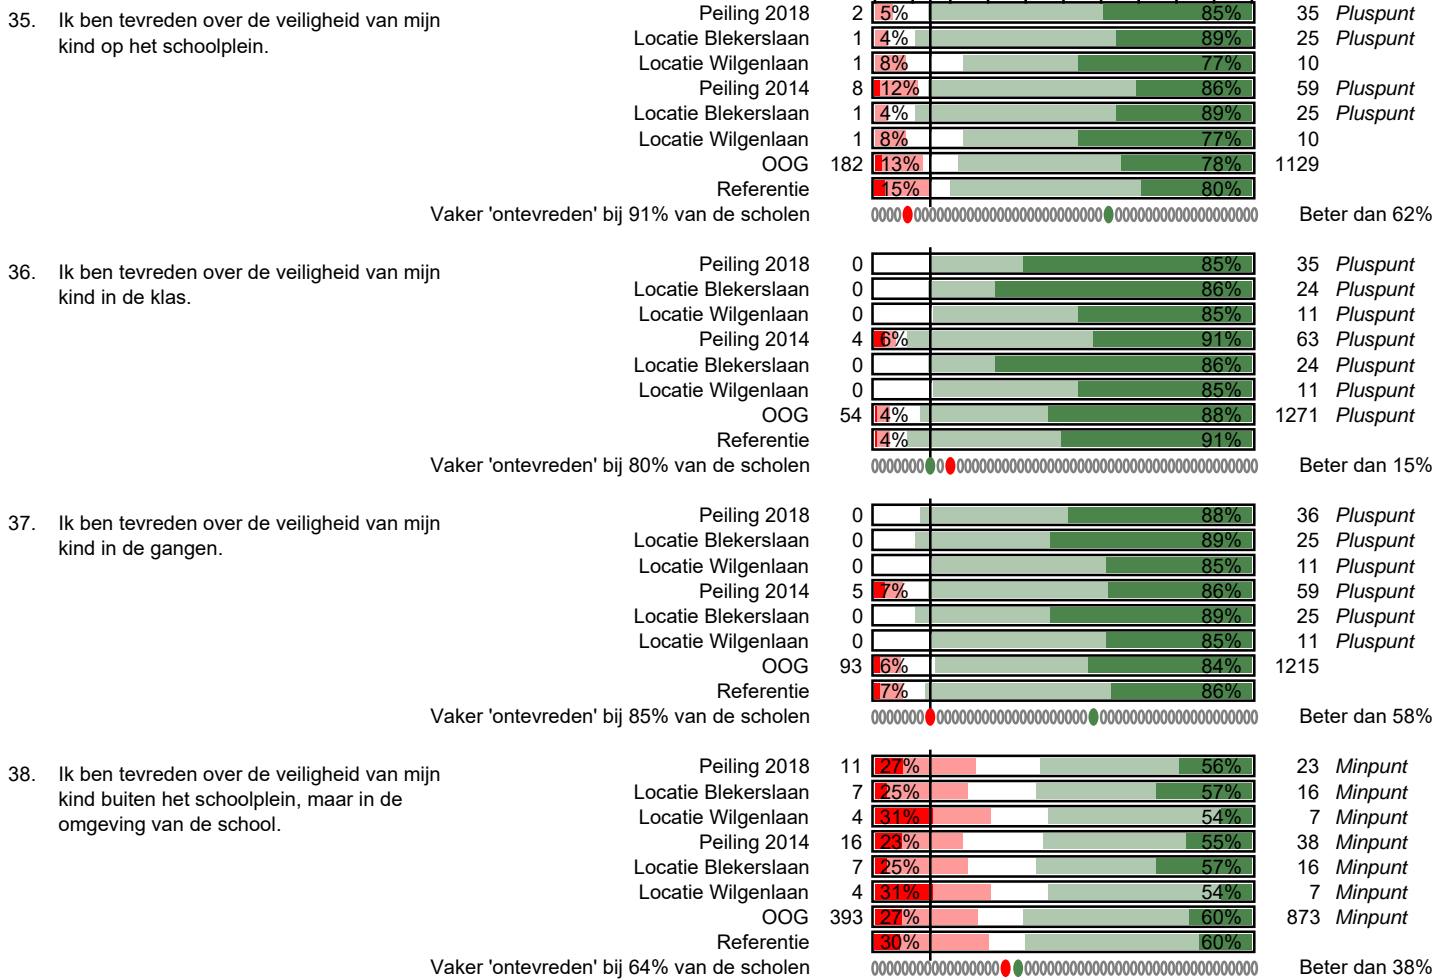 35. Ik ben tevreden over de veiligheid van mijn
kind op het schoolplein.
Peiling 2018 2 5% 85% 35 Pluspunt
Locatie Blekerslaan 1 4% 89% 25 Pluspunt
Locatie Wilgenlaan 1 8% 77% 10
Peiling 2014 8 12% 86% 59 Pluspunt
Locatie Blekerslaan 1 4% 89% 25 Pluspunt
Locatie Wilgenlaan 1 8% 77% 10
OOG 182 13% 78% 1129
Referentie 15% 80%
Vaker 'ontevreden' bij 91% van de scholen Beter dan 62%
36. Ik ben tevreden over de veiligheid van mijn
kind in de klas.
Peiling 2018 0 85% 35 Pluspunt
Locatie Blekerslaan 0 86% 24 Pluspunt
Locatie Wilgenlaan 0 85% 11 Pluspunt
Peiling 2014 4 6% 91% 63 Pluspunt
Locatie Blekerslaan 0 86% 24 Pluspunt
Locatie Wilgenlaan 0 85% 11 Pluspunt
OOG 54 4% 88% 1271 Pluspunt
Referentie 4% 91%
Vaker 'ontevreden' bij 80% van de scholen Beter dan 15%
37. Ik ben tevreden over de veiligheid van mijn
kind in de gangen.
Peiling 2018 0 88% 36 Pluspunt
Locatie Blekerslaan 0 89% 25 Pluspunt
Locatie Wilgenlaan 0 85% 11 Pluspunt
Peiling 2014 5 7% 86% 59 Pluspunt
Locatie Blekerslaan 0 89% 25 Pluspunt
Locatie Wilgenlaan 0 85% 11 Pluspunt
OOG 93 6% 84% 1215
Referentie 7% 86%
Vaker 'ontevreden' bij 85% van de scholen Beter dan 58%
38. Ik ben tevreden over de veiligheid van mijn
kind buiten het schoolplein, maar in de
omgeving van de school.
Peiling 2018 11 27% 56% 23 Minpunt
Locatie Blekerslaan 7 25% 57% 16 Minpunt
Locatie Wilgenlaan 4 31% 54% 7 Minpunt
Peiling 2014 16 23% 55% 38 Minpunt
Locatie Blekerslaan 7 25% 57% 16 Minpunt
Locatie Wilgenlaan 4 31% 54% 7 Minpunt
OOG 393 27% 60% 873 Minpunt
Referentie 30% 60%
Vaker 'ontevreden' bij 64% van de scholen Beter dan 38%